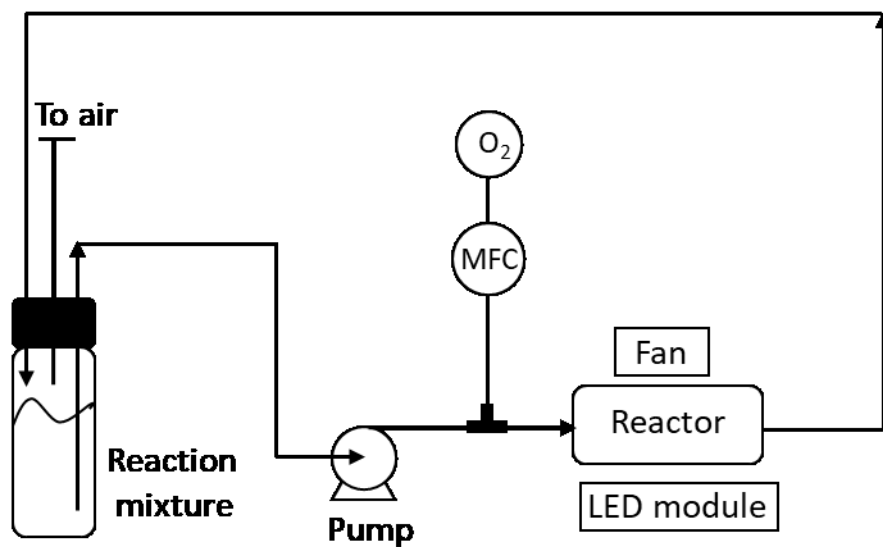 To air
O₂
MFC
Fan
Reactor
Reaction
mixture
LED module
Pump